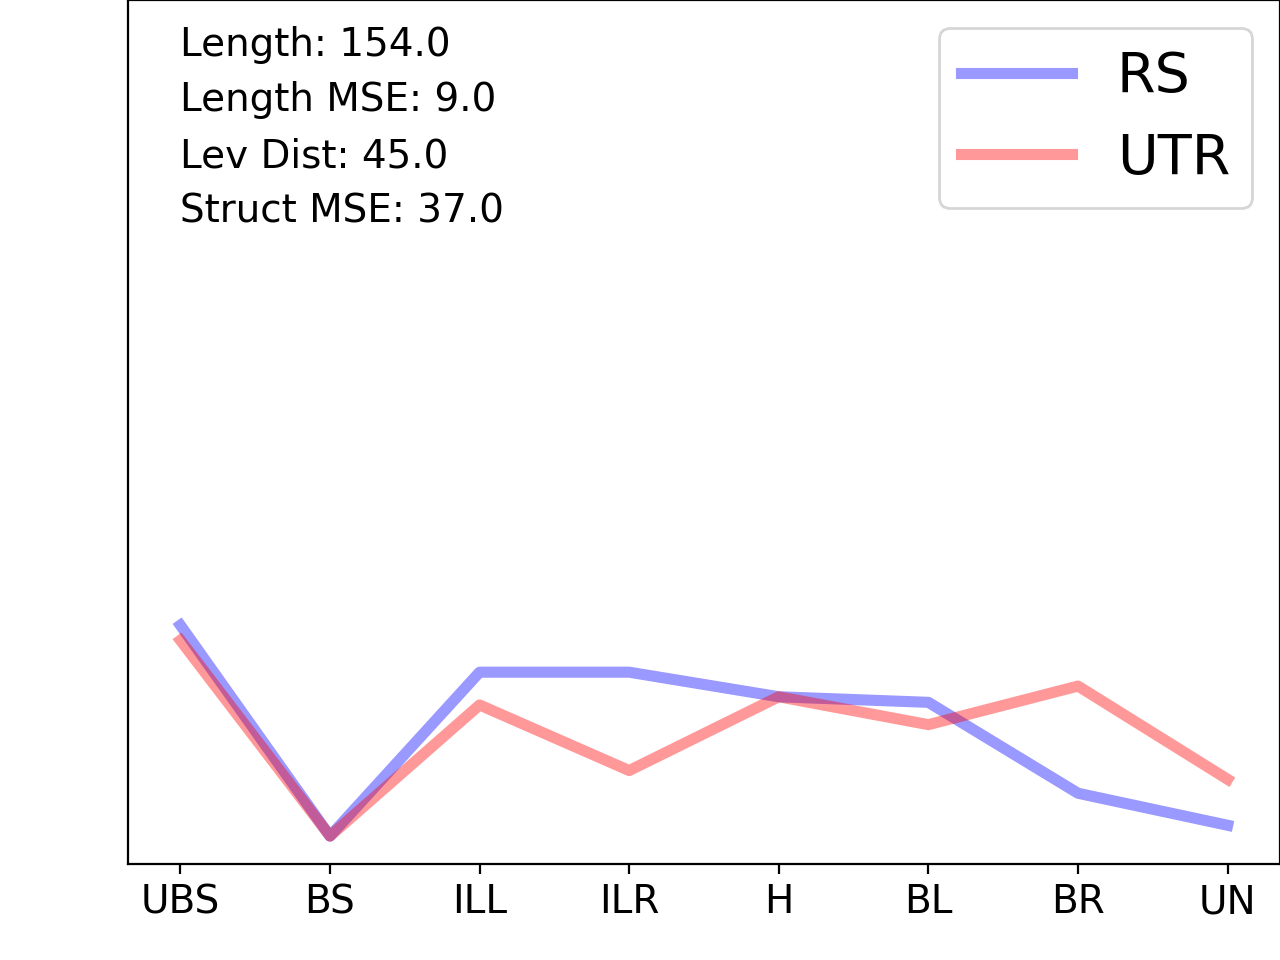 Length: 154.0
Length MSE: 9.0
Lev Dist: 45.0
Struct MSE: 37.0
RS
UTR
UBS BS ILL ILR H BL BR UN